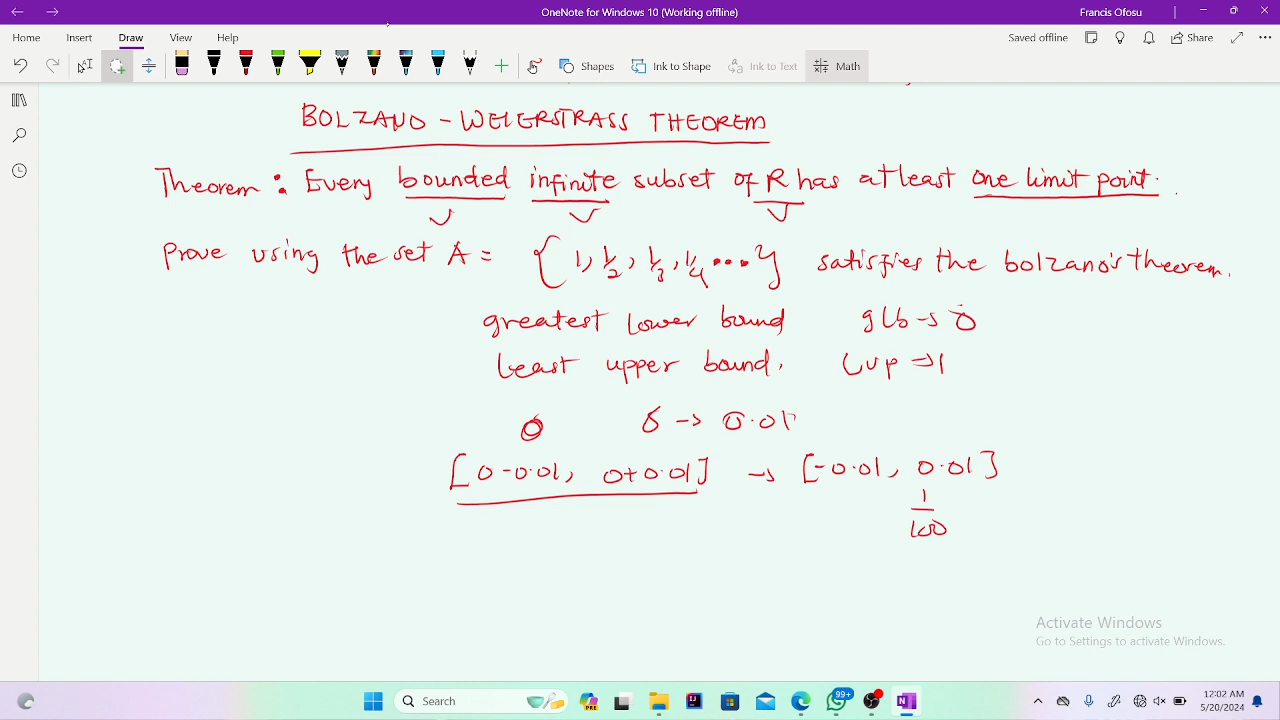 OneNote for Windows 10 (Working offline)
Francis Ofosu
Home Insert Draw View Help
Saved offline
Share
Shapes
Ink to Shape
Ink to Text
Math
BOLZANO - WEIERSTRASS THEOREM
Theorem: Every bounded infinite subset of R has atleast one limit point.
Prove using the set A = {1, 1/2, 1/3, 1/4 ...} satisfies the bolzano's theorem.
greatest lower bound glb → 0
least upper bound. lup ⇒ 1
0 δ → 0.01
[0-0.01, 0+0.01] → [-0.01, 0.01]
1
100
Activate Windows
Go to Settings to activate Windows.
Search
PRE
99+
12:02 AM
5/20/2024